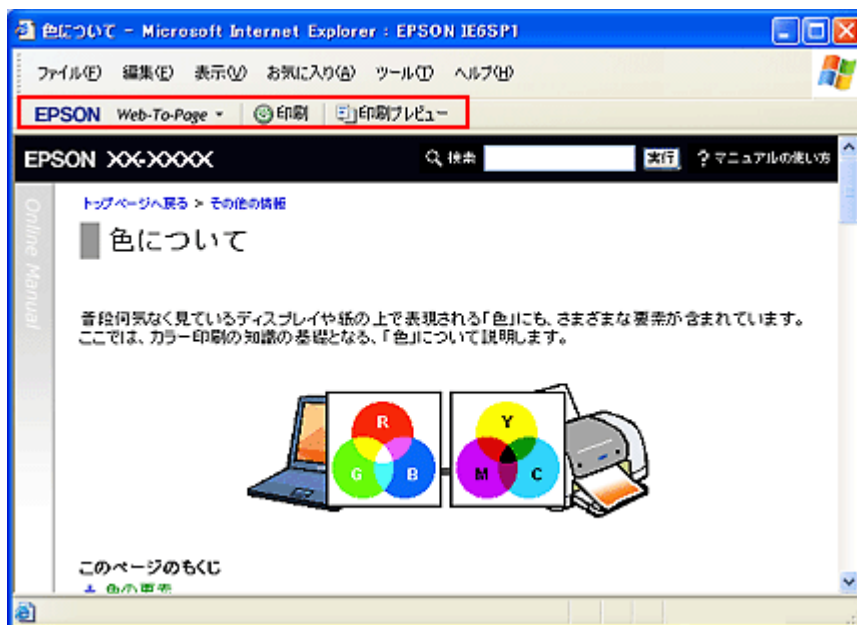 色について - Microsoft Internet Explorer : EPSON IE6SP1
ファイル(F) 編集(E) 表示(V) お気に入り(A) ツール(T) ヘルプ(H)
EPSON Web-To-Page 印刷 印刷プレビュー
EPSON XX-XXXX 検索 実行 ? マニュアルの使い方
Online Manual
トップページへ戻る > その他の情報
色について
普段何気なく見ているディスプレイや紙の上で表現される「色」にも、さまざまな要素が含まれています。
ここでは、カラー印刷の知識の基礎となる、「色」について説明します。
R Y
G B M C
このページのもくじ
色の要素